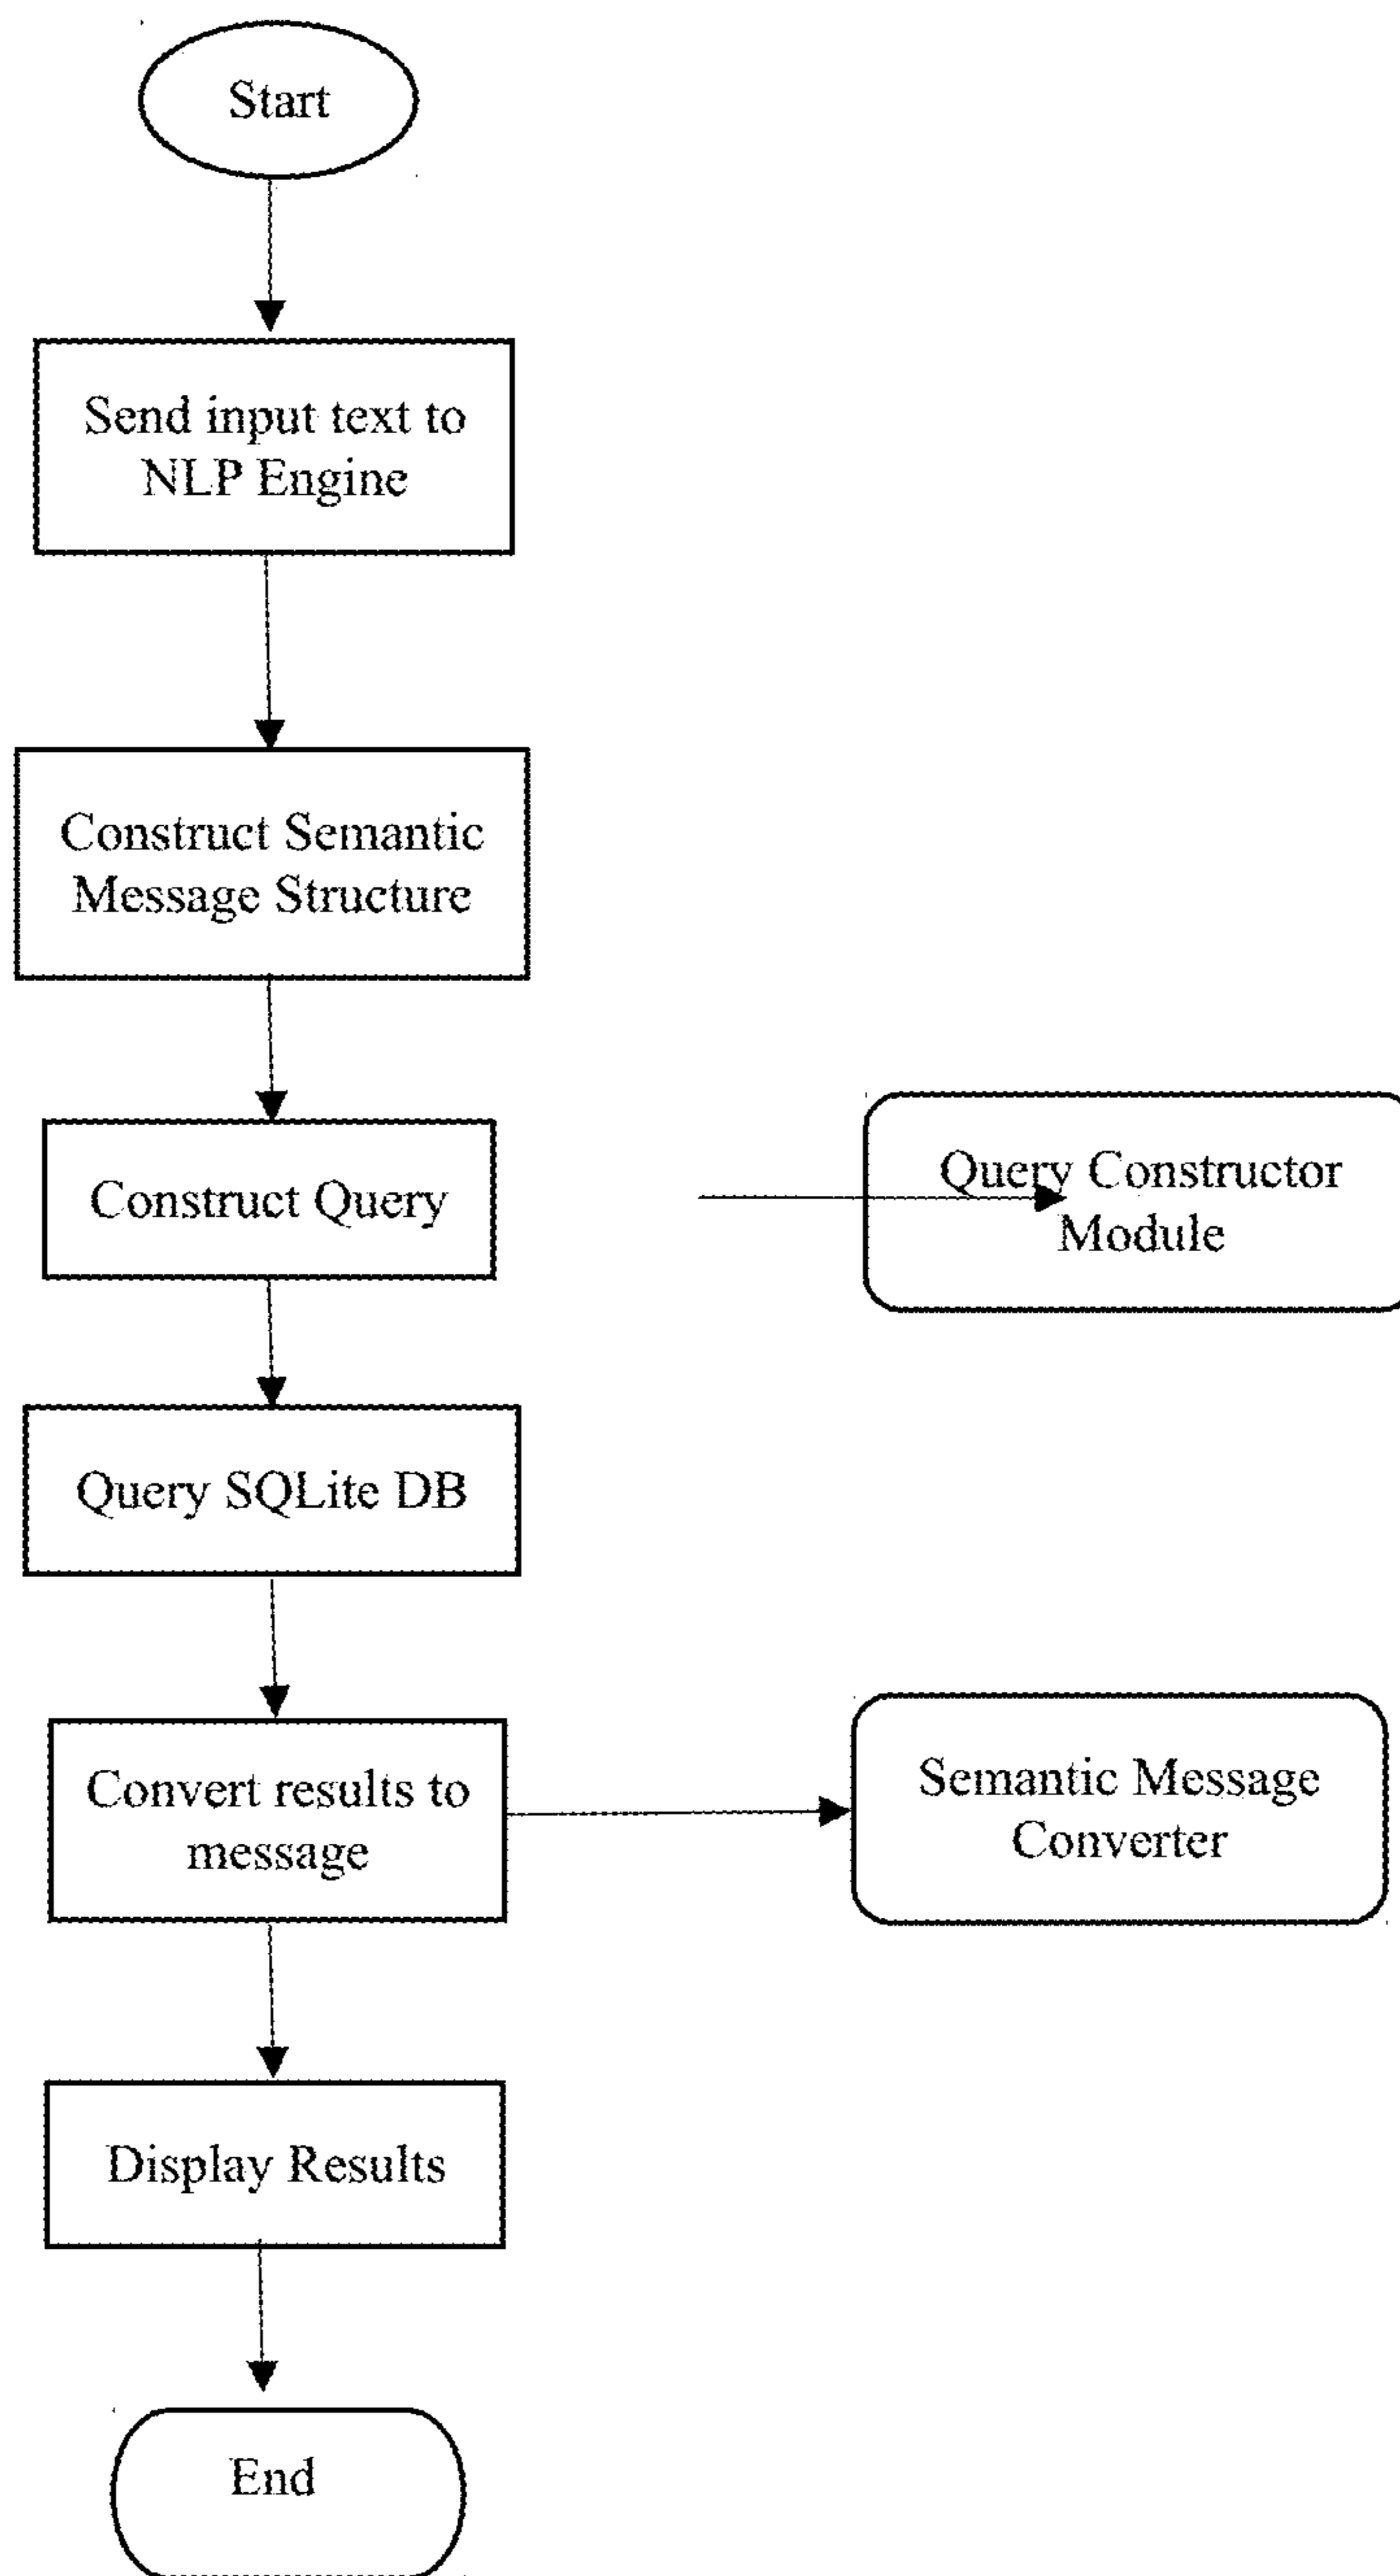 Start
Send input text to
NLP Engine
Construct Semantic
Message Structure
Construct Query
Query Constructor
Module
Query SQLite DB
Convert results to
message
Semantic Message
Converter
Display Results
End